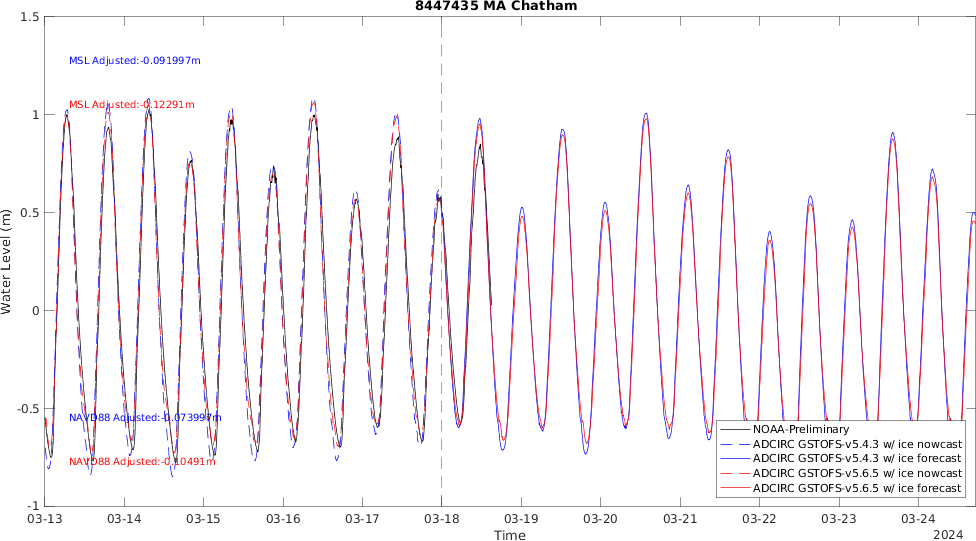 8447435 MA Chatham
1.5
1
0.5
0
-0.5
-1
Water Level (m)
MSL Adjusted:-0.091997m
MSL Adjusted:-0.12291m
NAVD88 Adjusted:-0.073997m
NAVD88 Adjusted:-0.10491m
NOAA-Preliminary
ADCIRC GSTOFS-v5.4.3 w/ ice nowcast
ADCIRC GSTOFS-v5.4.3 w/ ice forecast
ADCIRC GSTOFS-v5.6.5 w/ ice nowcast
ADCIRC GSTOFS-v5.6.5 w/ ice forecast
03-13 03-14 03-15 03-16 03-17 03-18 03-19 03-20 03-21 03-22 03-23 03-24
Time
2024